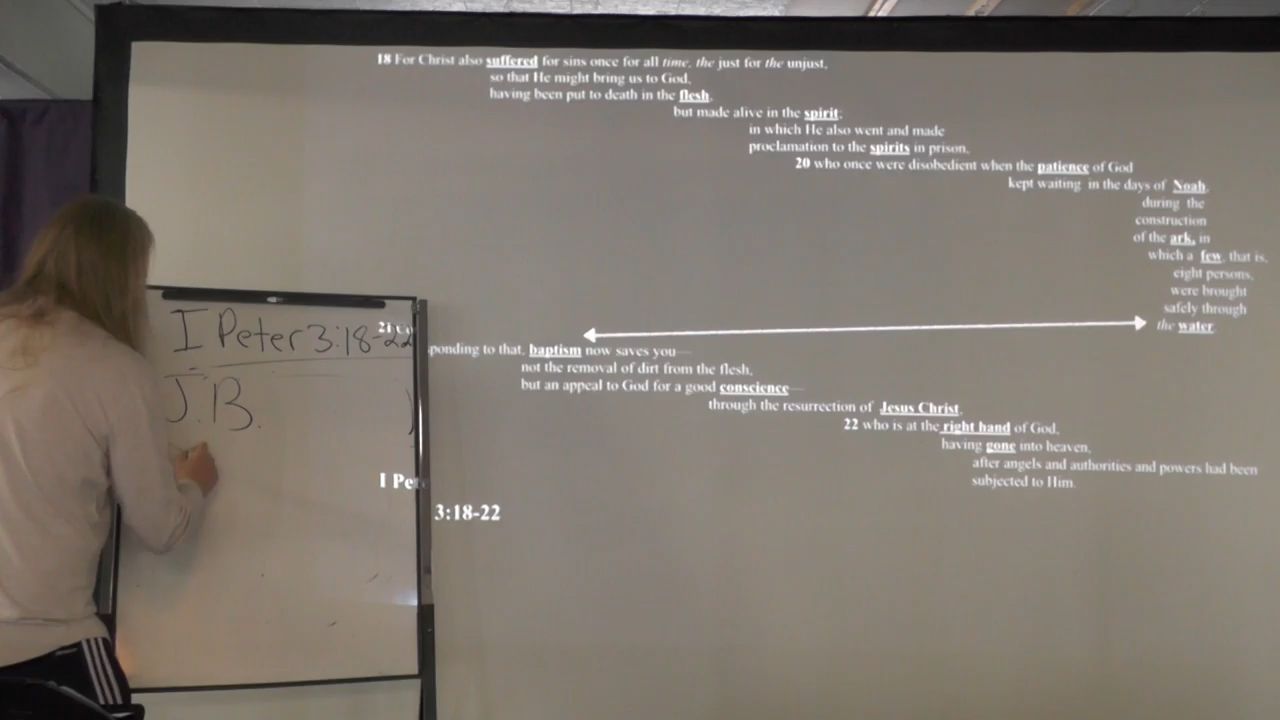 18 For Christ also suffered for sins once for all time, the just for the unjust,
so that He might bring us to God,
having been put to death in the flesh,
but made alive in the spirit;
in which He also went and made
proclamation to the spirits in prison,
20 who once were disobedient when the patience of God
kept waiting in the days of Noah,
during the
construction
of the ark, in
which a few, that is,
eight persons,
were brought
safely through
the water.
21
ponding to that, baptism now saves you—
not the removal of dirt from the flesh,
but an appeal to God for a good conscience—
through the resurrection of Jesus Christ,
22 who is at the right hand of God,
having gone into heaven,
after angels and authorities and powers had been
subjected to Him.
I Pet
3:18-22
I Peter 3:18-22
J.B.